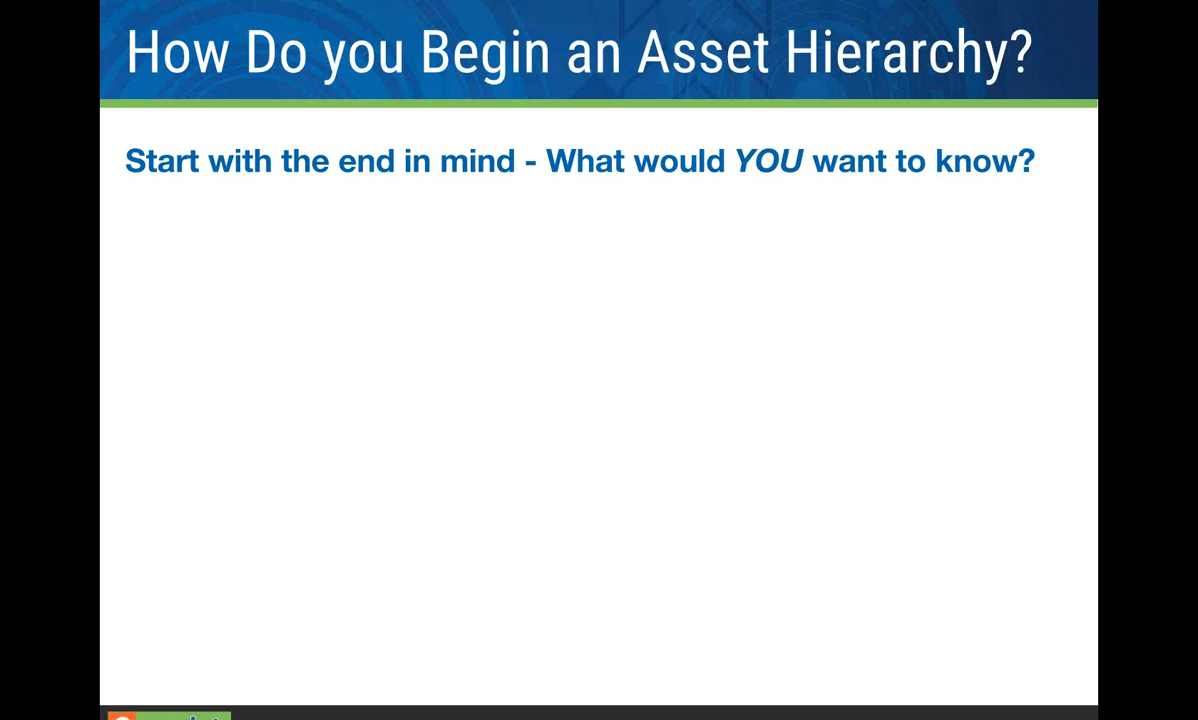 How Do you Begin an Asset Hierarchy?
Start with the end in mind - What would YOU want to know?